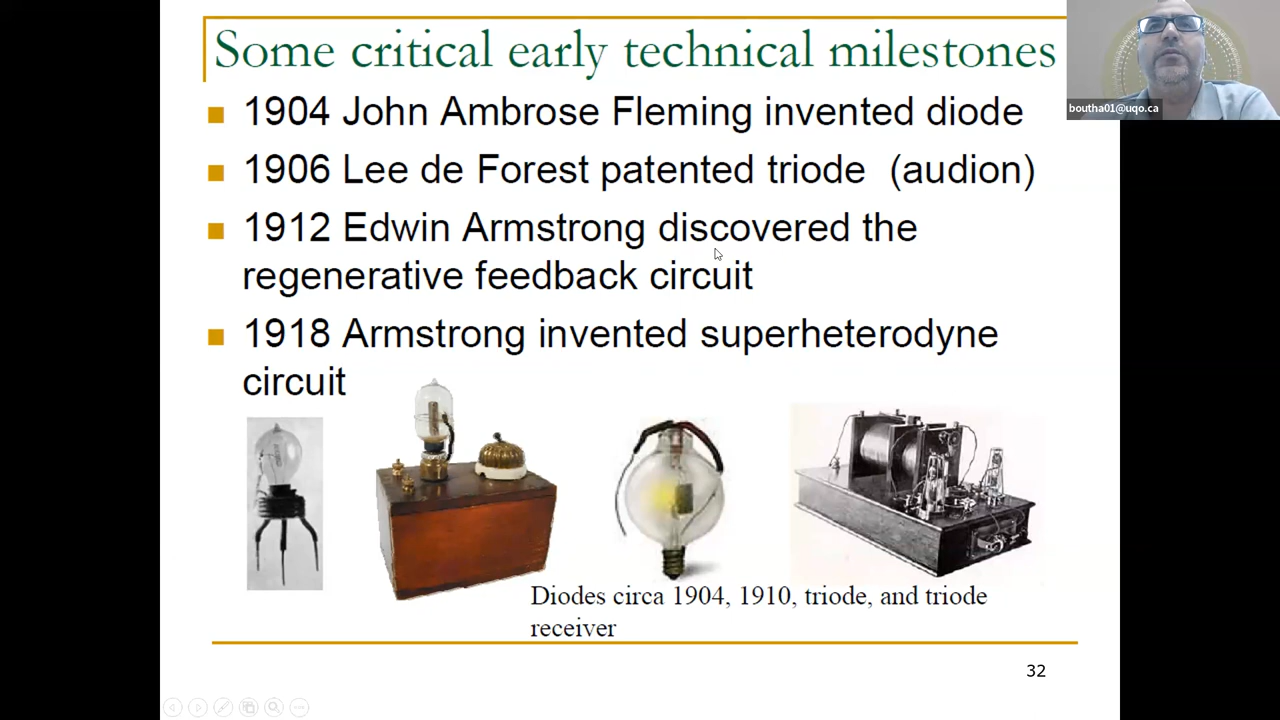 Some critical early technical milestones
boutha01@uqo.ca
1904 John Ambrose Fleming invented diode
1906 Lee de Forest patented triode (audion)
1912 Edwin Armstrong discovered the
regenerative feedback circuit
1918 Armstrong invented superheterodyne
circuit
Diodes circa 1904, 1910, triode, and triode
receiver
32